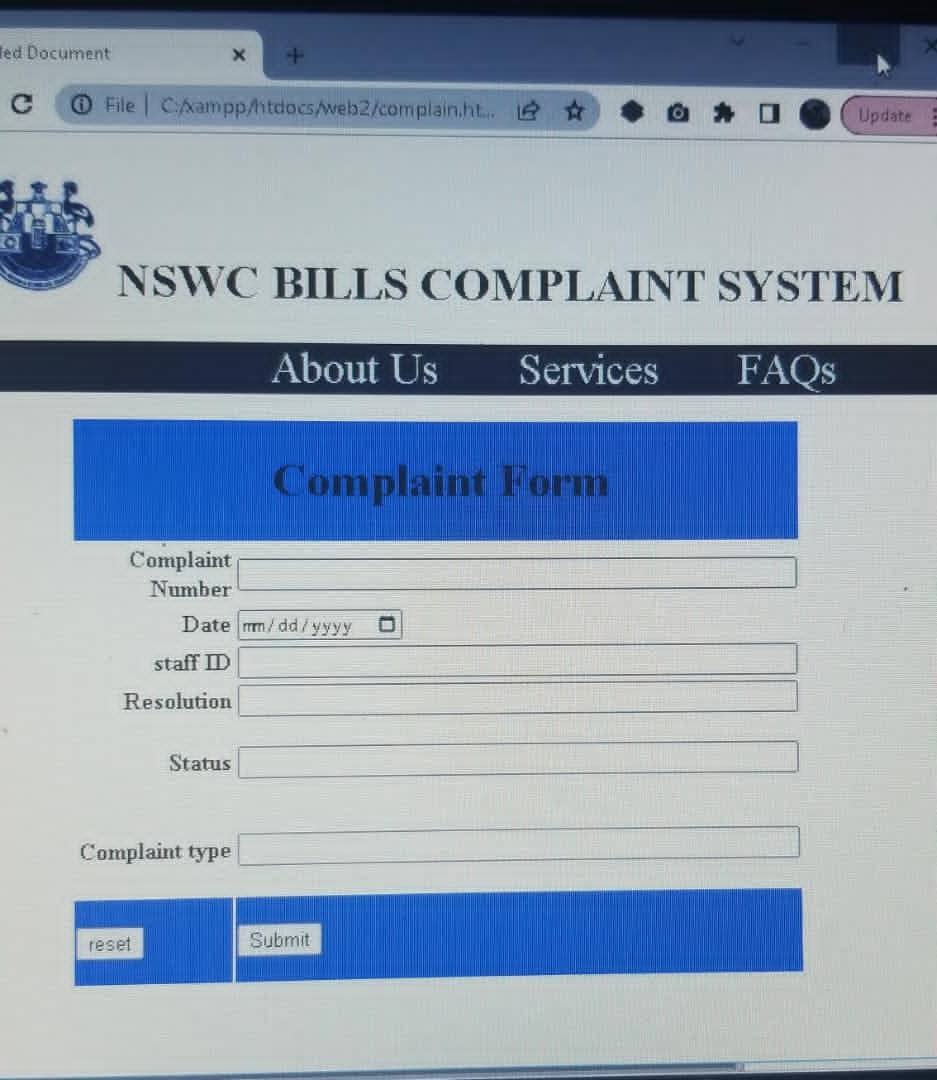 led Document
File | C:/xampp/htdocs/web2/complain.ht...
Update
NSWC BILLS COMPLAINT SYSTEM
About Us Services FAQs
Complaint Form
Complaint
Number
Date mm/dd/yyyy
staff ID
Resolution
Status
Complaint type
reset Submit